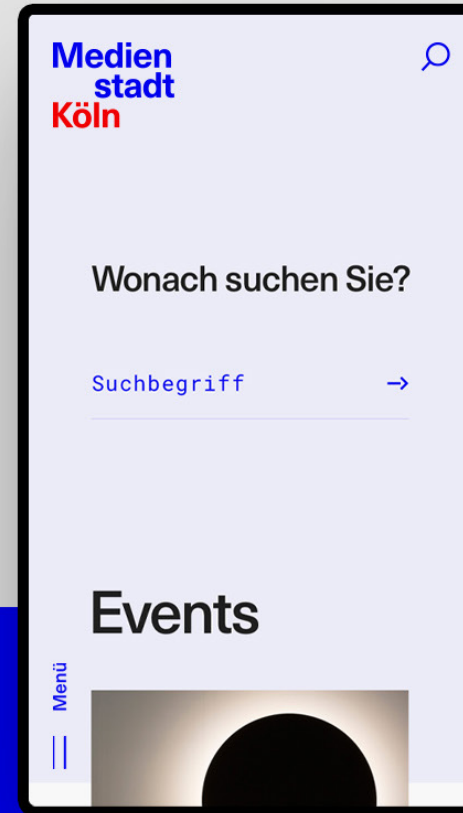 Medien
stadt
Köln
Wonach suchen Sie?
Suchbegriff
Events
Menü